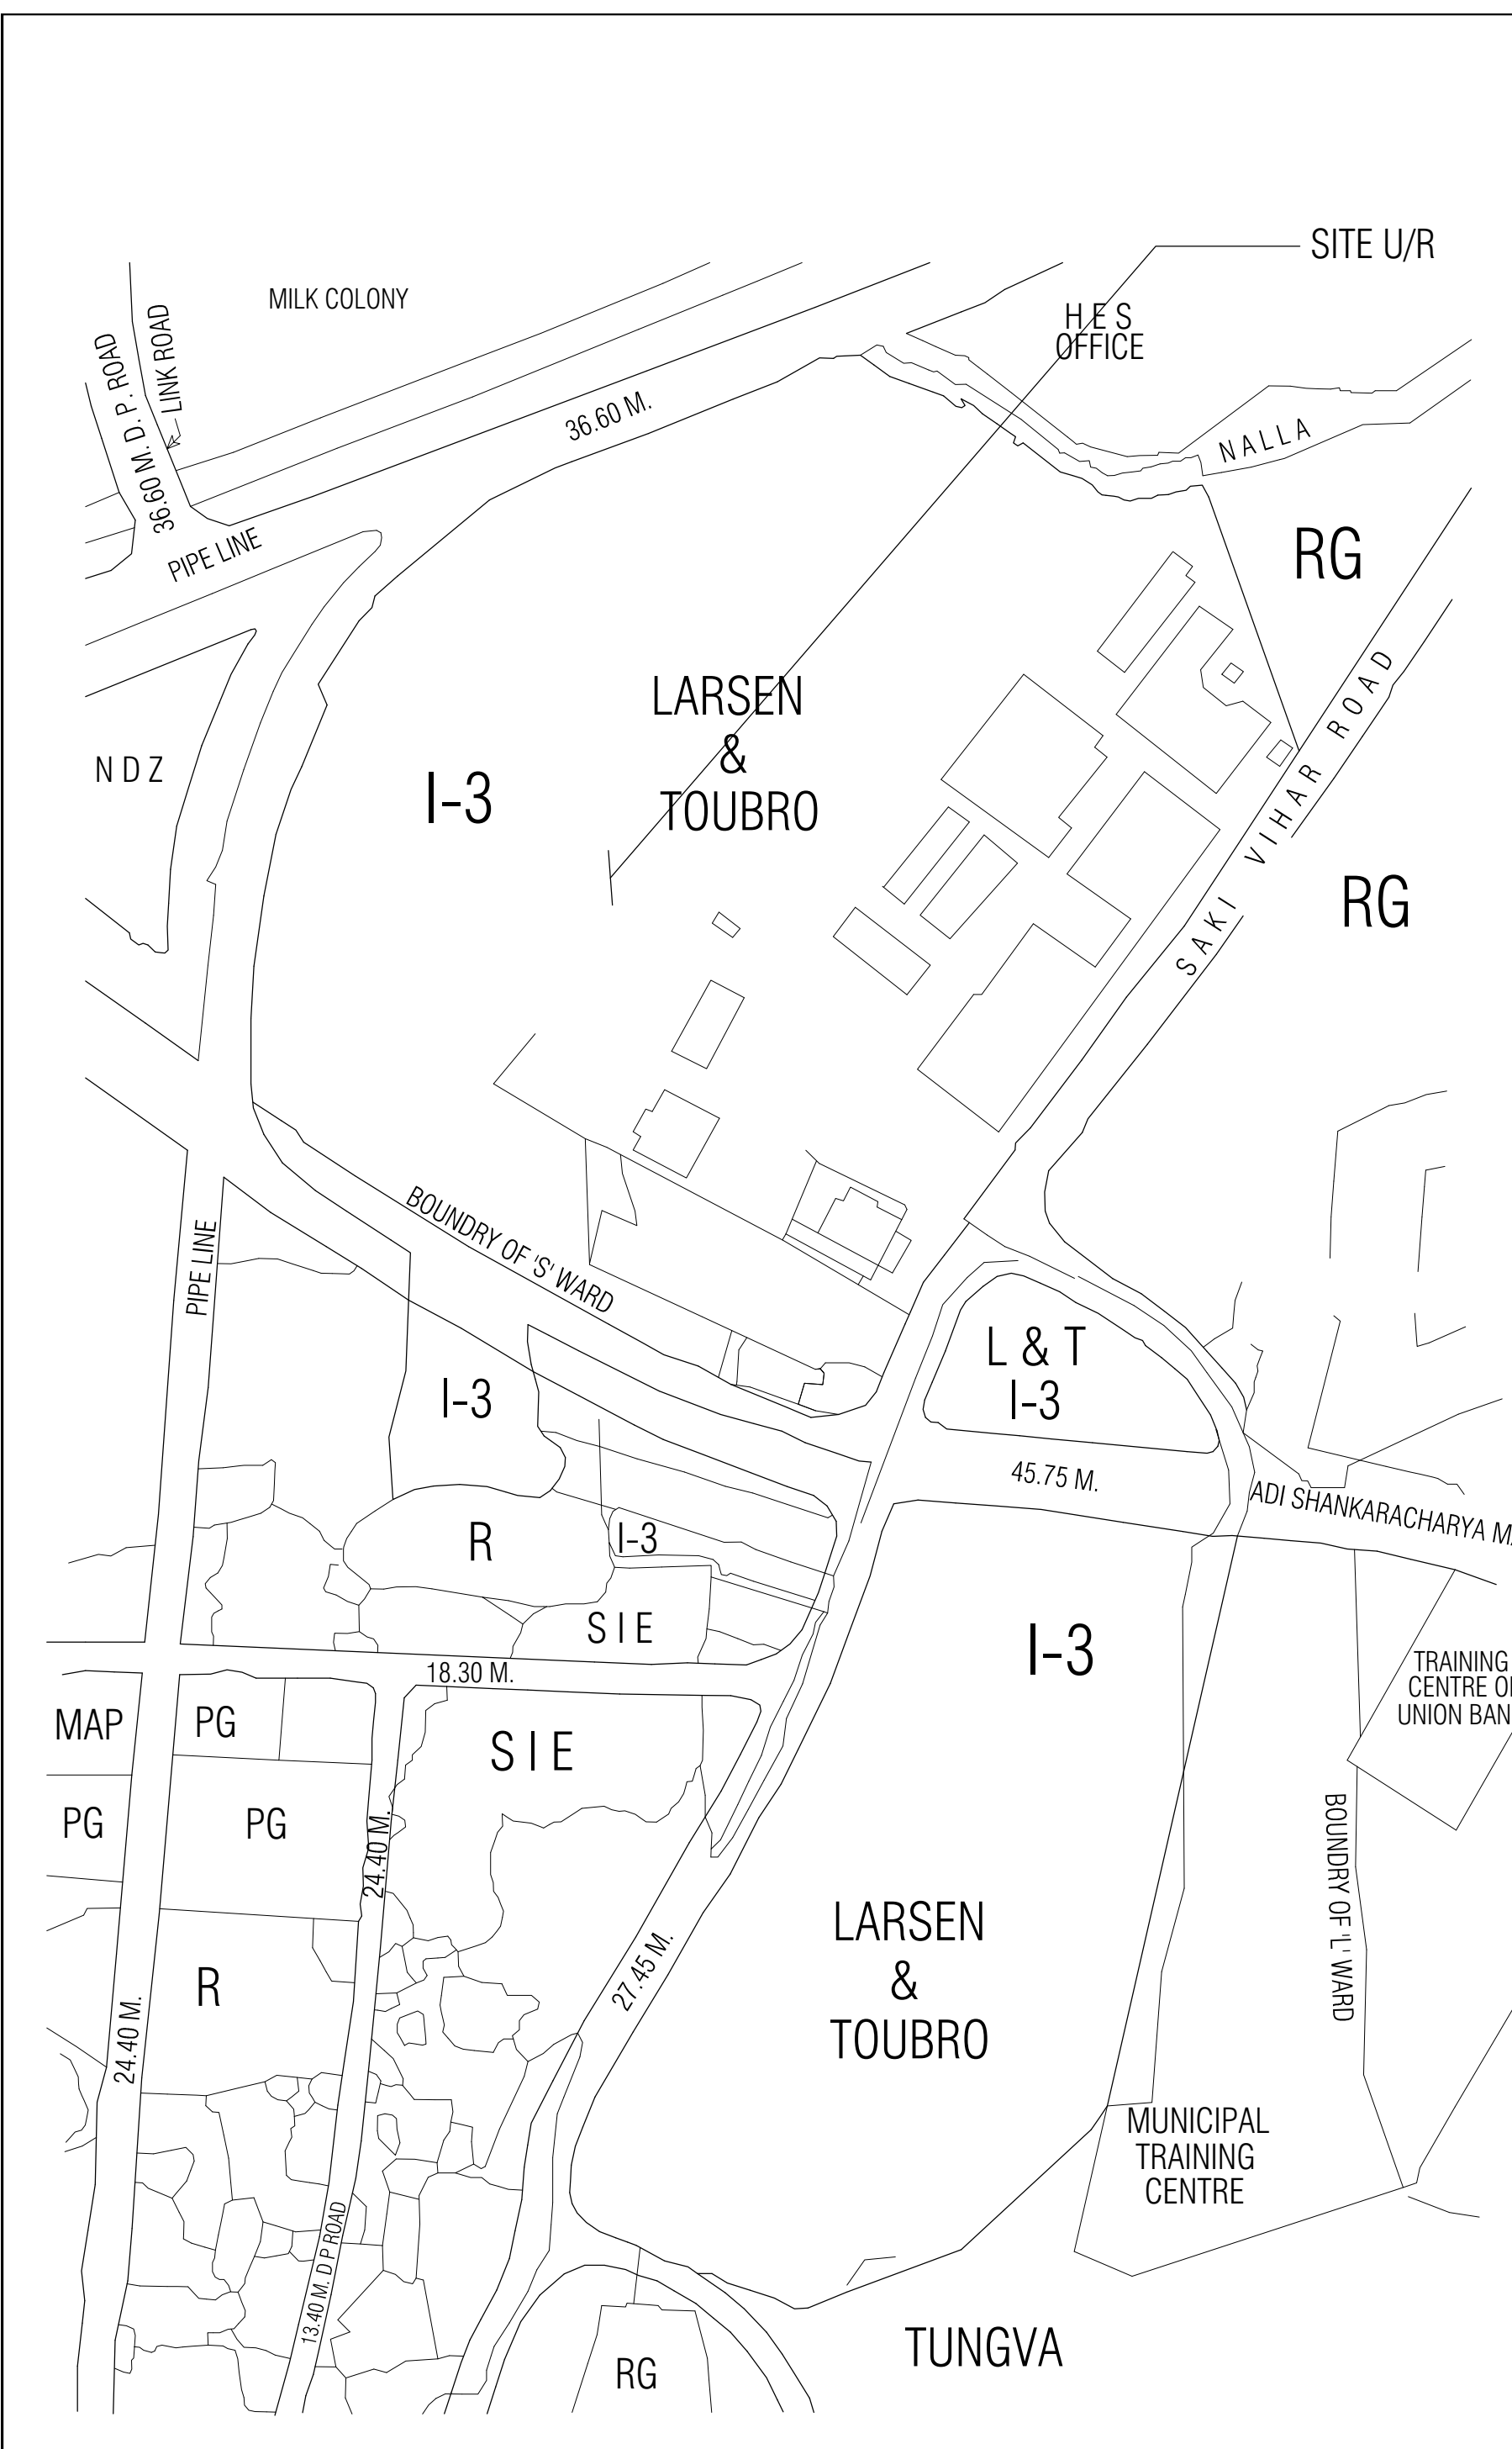 SITE U/R
MILK COLONY
H E S
OFFICE
LINK ROAD
36.60 M. D. P. ROAD
36.60 M.
NALLA
PIPE LINE
RG
LARSEN
&
TOUBRO
N D Z
I-3
SAKI VIHAR ROAD
RG
BOUNDRY OF 'S' WARD
PIPE LINE
L & T
I-3
I-3
45.75 M.
ADI SHANKARACHARYA
R
I-3
S I E
I-3
18.30 M.
TRAINING
CENTRE
UNION
MAP
PG
S I E
PG
PG
24.40 M.
BOUNDRY OF 'L' WARD
LARSEN
&
TOUBRO
27.45 M.
R
24.40 M.
MUNICIPAL
TRAINING
CENTRE
13.40 M. D P ROAD
TUNGVA
RG